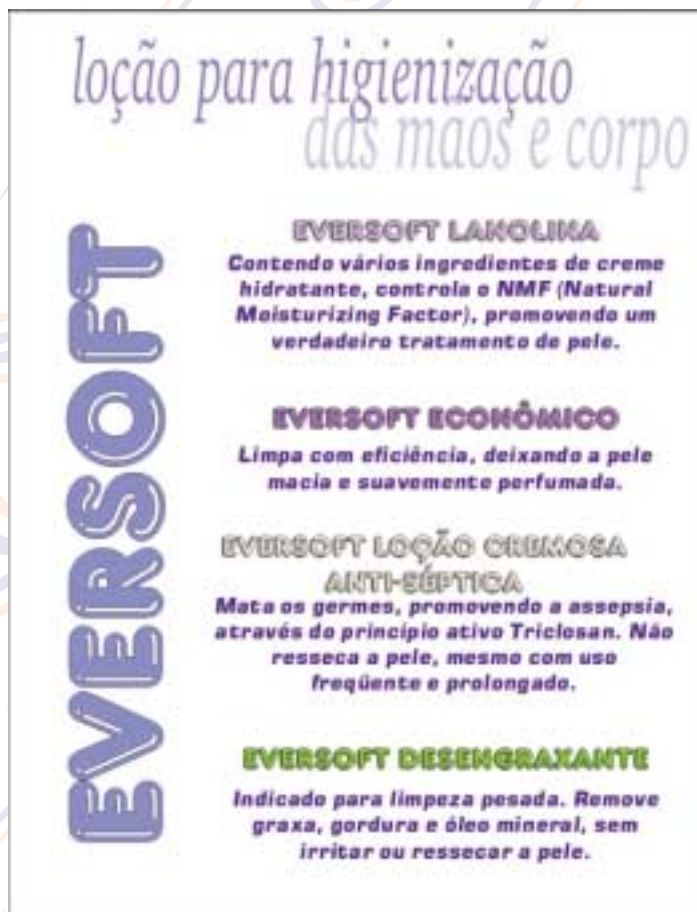 loção para higienização
das mãos e corpo
EVERSOFT
EVERSOFT LANOLINA
Contendo vários ingredientes de creme
hidratante, controla o NMF (Natural
Moisturizing Factor), promovendo um
verdadeiro tratamento de pele.
EVERSOFT ECONÔMICO
Limpa com eficiência, deixando a pele
macia e suavemente perfumada.
EVERSOFT LOÇÃO CREMOSA
ANTI-SÉPTICA
Mata os germes, promovendo a assepsia,
através do princípio ativo Triclosan. Não
resseca a pele, mesmo com uso
freqüente e prolongado.
EVERSOFT DESENGRAXANTE
Indicado para limpeza pesada. Remove
graxa, gordura e óleo mineral, sem
irritar ou ressecar a pele.